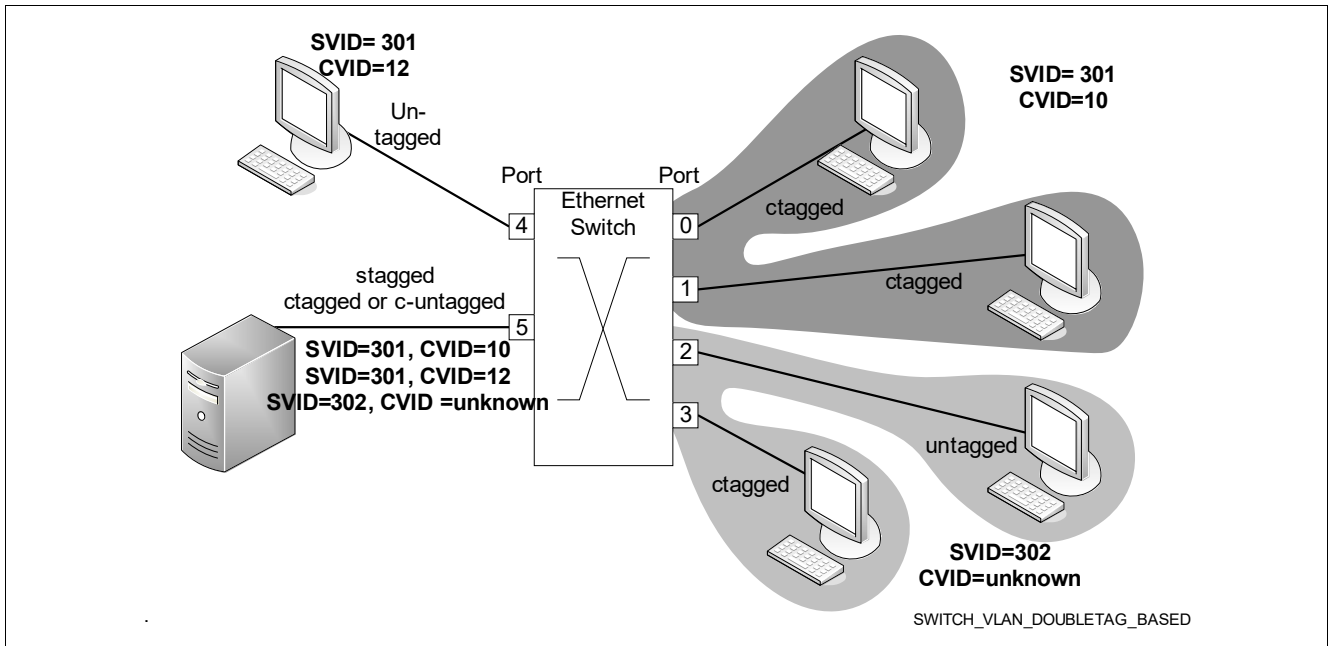 SVID= 301
CVID=12
Un-
tagged
SVID= 301
CVID=10
Port
Port
Ethernet
Switch
4
0
ctagged
stagged
ctagged or c-untagged
5
1
ctagged
SVID=301, CVID=10
SVID=301, CVID=12
SVID=302, CVID =unknown
2
3
untagged
ctagged
SVID=302
CVID=unknown
.
SWITCH_VLAN_DOUBLETAG_BASED